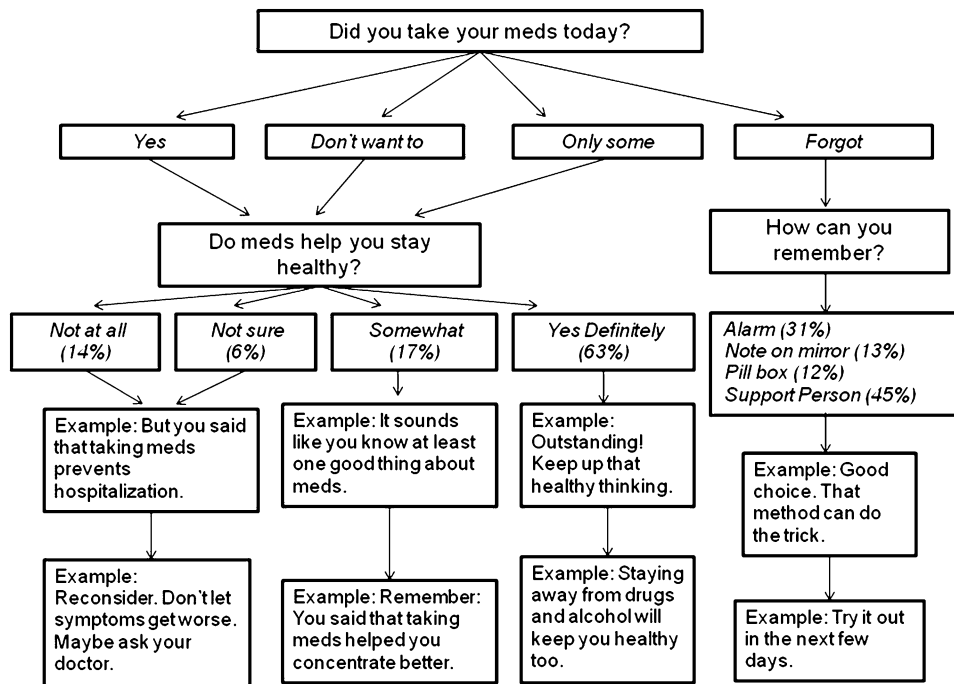 Did you take your meds today?
Yes
Don't want to
Only some
Forgot
Do meds help you stay
healthy?
How can you
remember?
Not at all
(14%)
Not sure
(6%)
Somewhat
(17%)
Yes Definitely
(63%)
Alarm (31%)
Note on mirror (13%)
Pill box (12%)
Support Person (45%)
Example: But you said
that taking meds
prevents
hospitalization.
Example: It sounds
like you know at least
one good thing about
meds.
Example:
Outstanding!
Keep up that
healthy thinking.
Example: Good
choice. That
method can do
the trick.
Example:
Reconsider. Don't let
symptoms get worse.
Maybe ask your
doctor.
Example: Remember:
You said that taking
meds helped you
concentrate better.
Example: Staying
away from drugs
and alcohol will
keep you healthy
too.
Example: Try it out
in the next few
days.